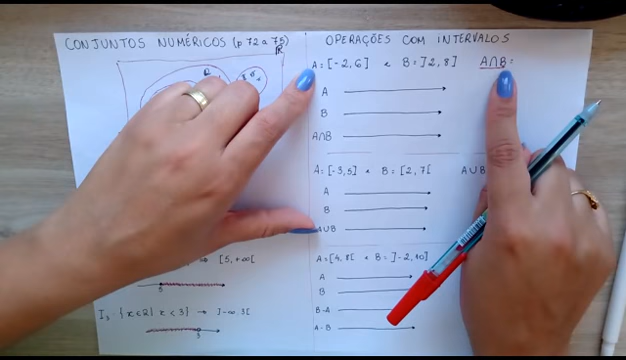 CONJUNTOS NUMÉRICOS (p 72 a 75)
R
Q
5
→ [5, +∞[
5
I₃ = {x ∈ R | x < 3} → ]-∞, 3[
3
OPERAÇÕES COM INTERVALOS
A = [-2, 6] e B = ]2, 8] A∩B =
A
B
A∩B
A = [-3, 5] e B = [2, 7[ A∪B
A
B
A∪B
A = [4, 8[ e B = ]-2, 10]
A
B
B-A
A-B